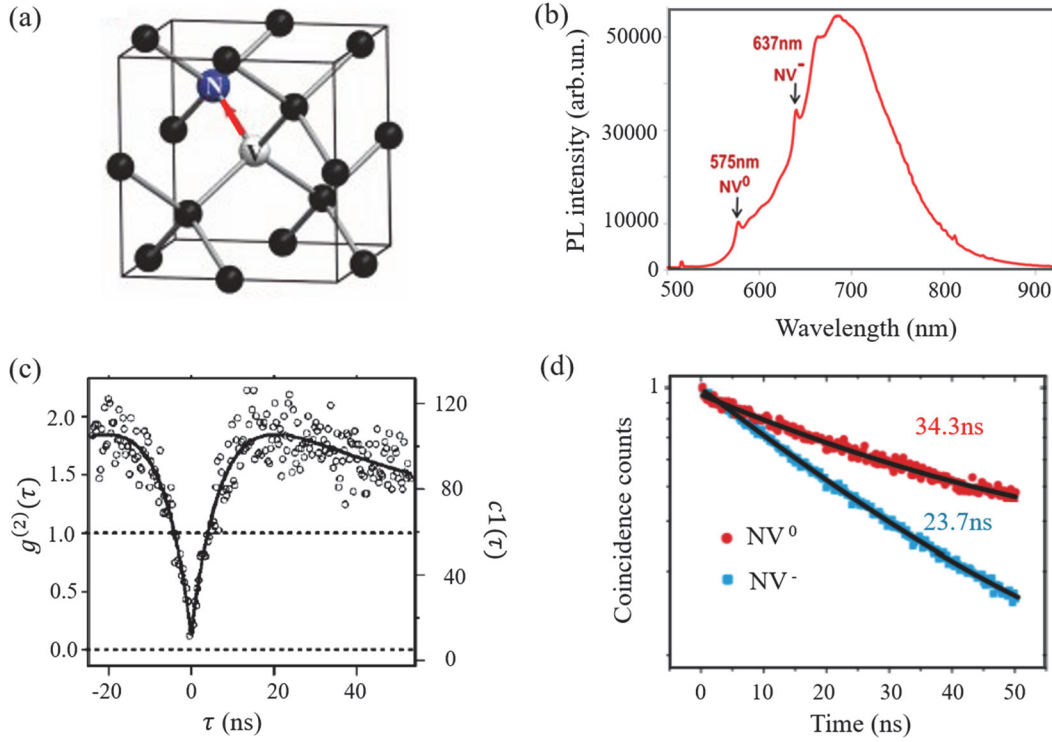 (a)
N
V
(b)
50000
30000
10000
0
PL intensity (arb.un.)
637nm
NV-
575nm
NV0
500
600
700
800
900
Wavelength (nm)
(c)
2.0
1.5
1.0
0.5
0.0
g(2)(τ)
120
80
40
0
c1(τ)
-20
0
20
40
τ (ns)
(d)
1
Coincidence counts
34.3ns
23.7ns
NV0
NV-
0
10
20
30
40
50
Time (ns)